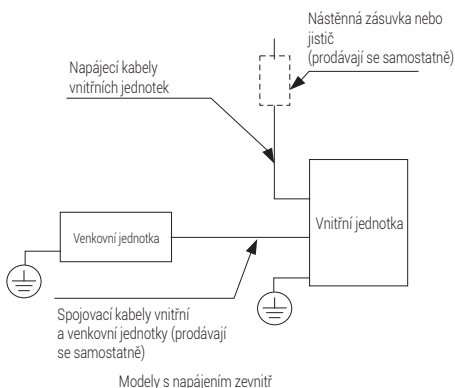 Nástěnná zásuvka nebo
jistič
(prodávají se samostatně)
Napájecí kabely
vnitřních jednotek
Vnitřní jednotka
Venkovní jednotka
Spojovací kabely vnitřní
a venkovní jednotky (prodávají
se samostatně)
Modely s napájením zevnitř